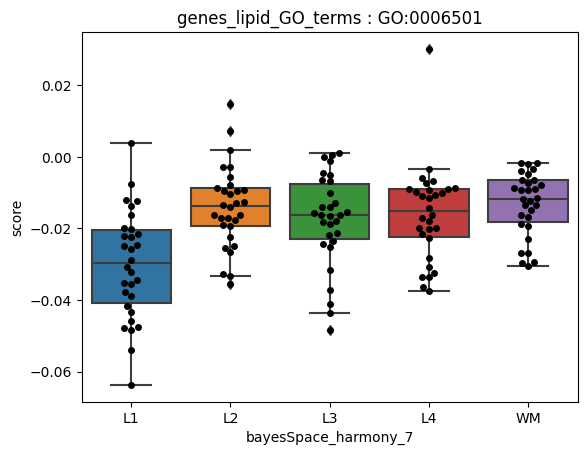 genes_lipid_GO_terms : GO:0006501
score
0.02
0.00
−0.02
−0.04
−0.06
L1 L2 L3 L4 WM
bayesSpace_harmony_7